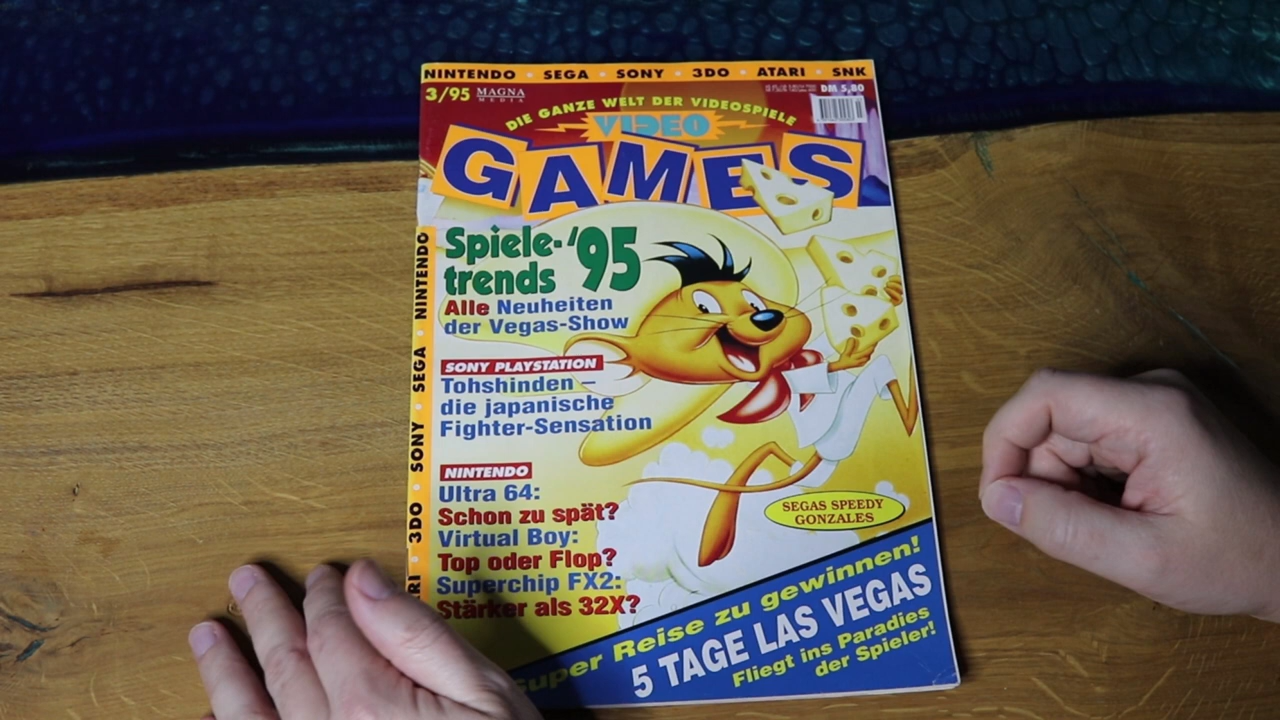 NINTENDO • SEGA • SONY • 3DO • ATARI • SNK
3/95 MAGNA
MEDIA
DM 5,80
DIE GANZE WELT DER VIDEOSPIELE
VIDEO
GAMES
Spiele-
trends '95
Alle Neuheiten
der Vegas-Show
SONY PLAYSTATION
Tohshinden –
die japanische
Fighter-Sensation
NINTENDO
Ultra 64:
Schon zu spät?
Virtual Boy:
Top oder Flop?
Superchip FX2:
Stärker als 32X?
SEGAS SPEEDY
GONZALES
Super Reise zu gewinnen!
5 TAGE LAS VEGAS
Fliegt ins Paradies
der Spieler!
RI • 3DO • SONY • SEGA • NINTENDO